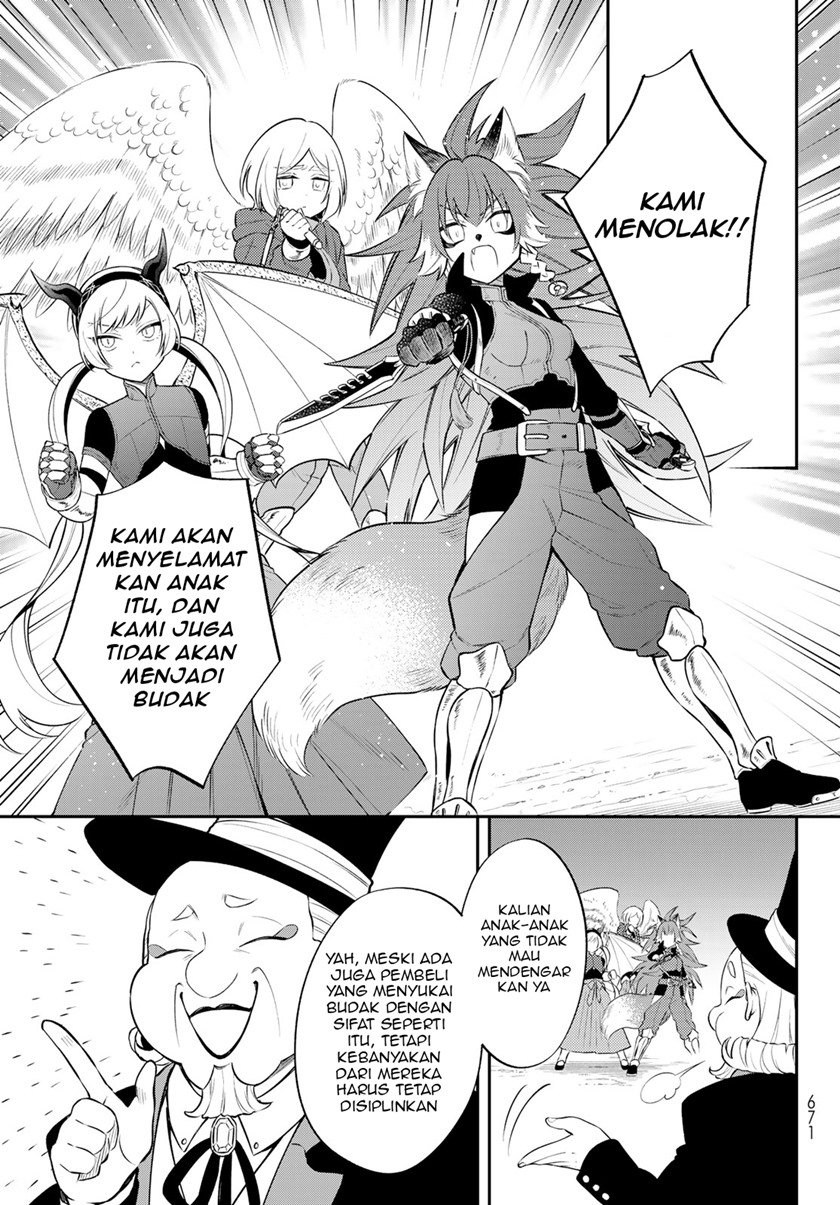 KAMI
MENOLAK!!
KAMI AKAN
MENYELAMAT
KAN ANAK
ITU, DAN
KAMI JUGA
TIDAK AKAN
MENJADI
BUDAK
KALIAN
ANAK-ANAK
YANG TIDAK
MAU
MENDENGAR
KAN YA
YAH, MESKI ADA
JUGA PEMBELI
YANG MENYUKAI
BUDAK DENGAN
SIFAT SEPERTI
ITU, TETAPI
KEBANYAKAN
DARI MEREKA
HARUS TETAP
DISIPLINKAN
671